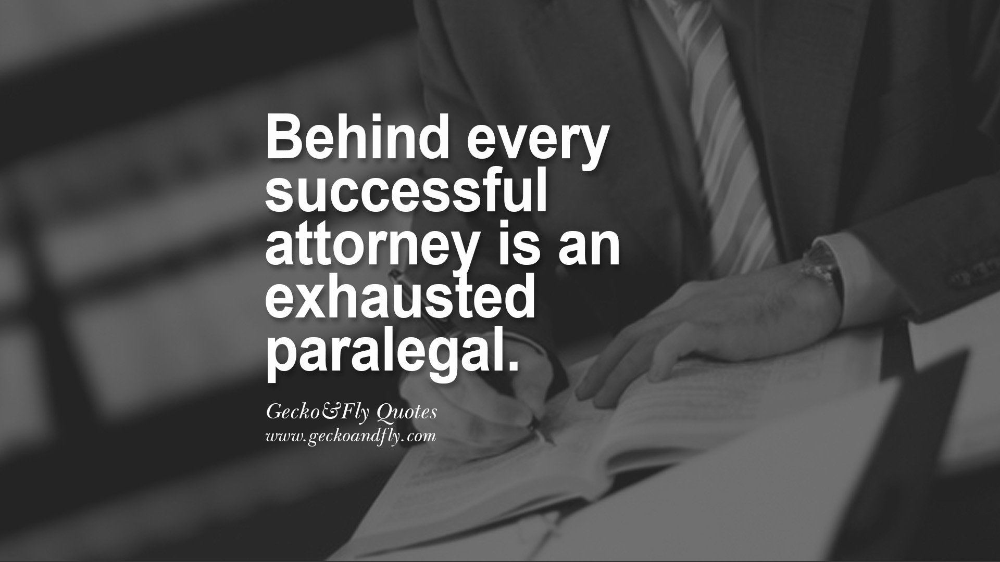 Behind every
successful
attorney is an
exhausted
paralegal.
Gecko&Fly Quotes
www.geckoandfly.com